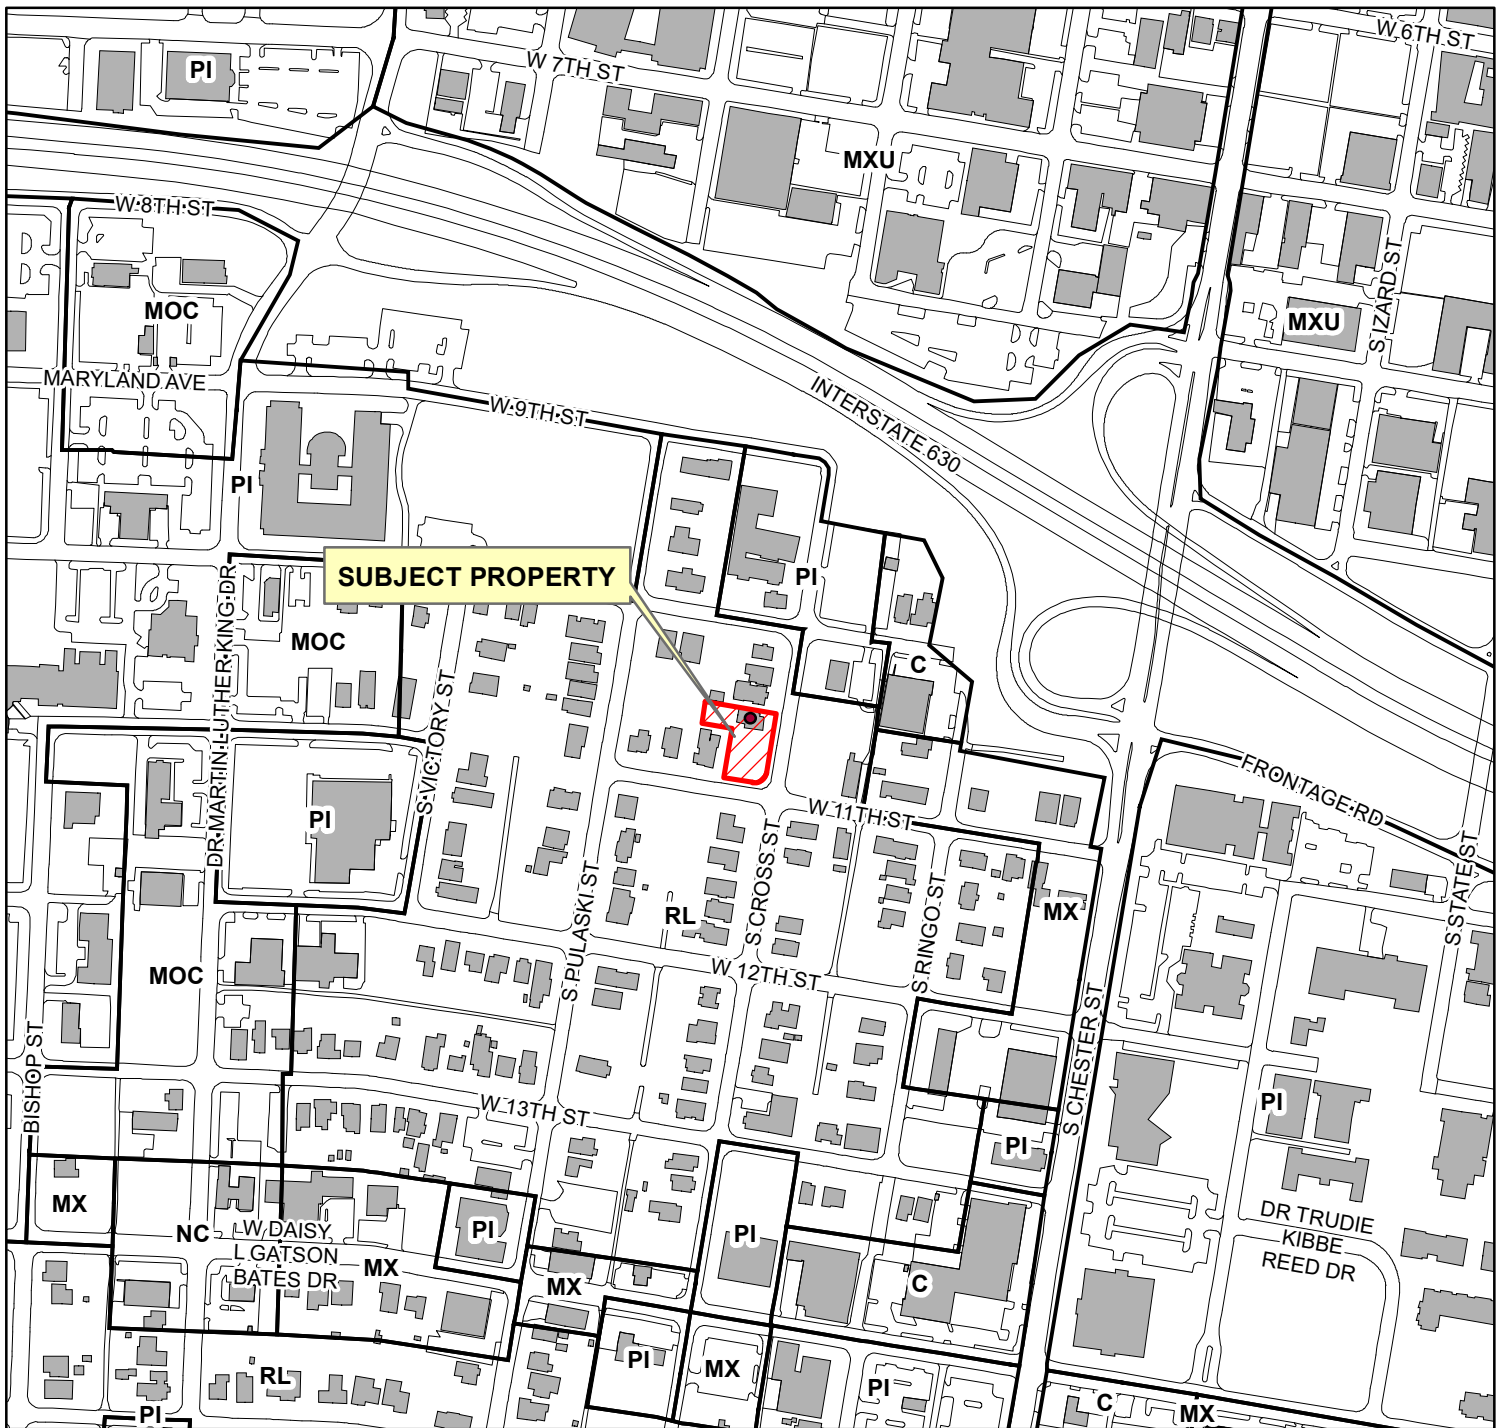 W 6TH ST
W 7TH ST
PI
MXU
W 8TH ST
MOC
MXU
S IZARD ST
MARYLAND AVE
W 9TH ST
INTERSTATE 630
PI
SUBJECT PROPERTY
PI
DR MARTIN LUTHER KING DR
MOC
C
S VICTORY ST
FRONTAGE RD
PI
W 11TH ST
S CROSS ST
S PULASKI ST
RL
S RINGO ST
MX
S STATE ST
MOC
W 12TH ST
S CHESTER ST
BISHOP ST
W 13TH ST
PI
PI
MX
NC
W DAISY
L GATSON
BATES DR
MX
PI
PI
DR TRUDIE
KIBBE
REED DR
MX
C
RL
PI
MX
PI
PI
C
MX